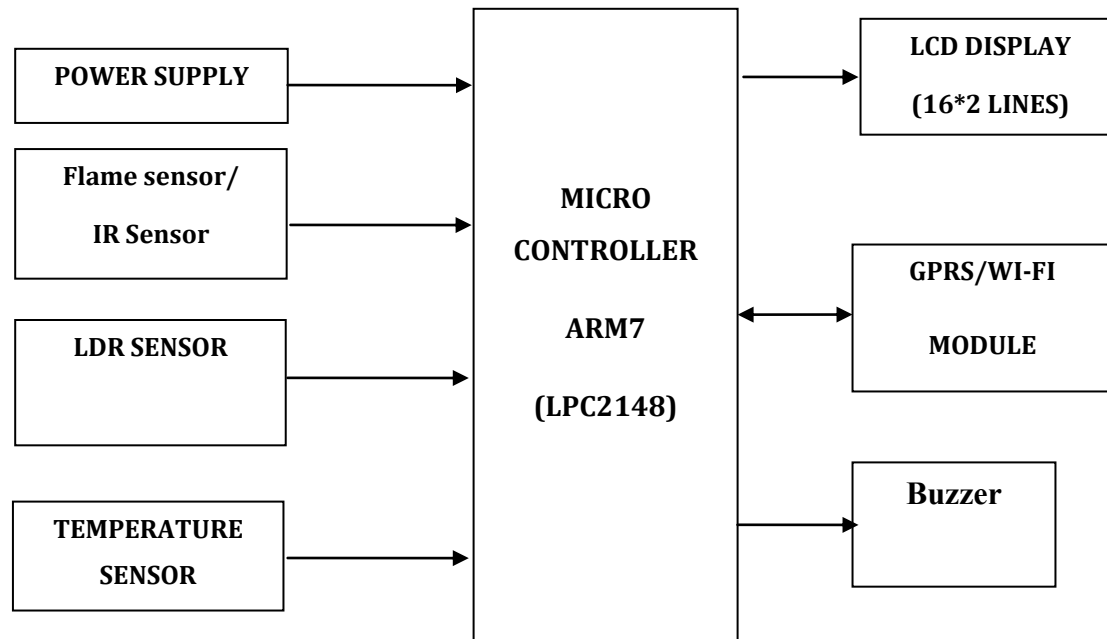 POWER SUPPLY
Flame sensor/
IR Sensor
LDR SENSOR
TEMPERATURE
SENSOR
MICRO
CONTROLLER
ARM7
(LPC2148)
LCD DISPLAY
(16*2 LINES)
GPRS/WI-FI
MODULE
Buzzer